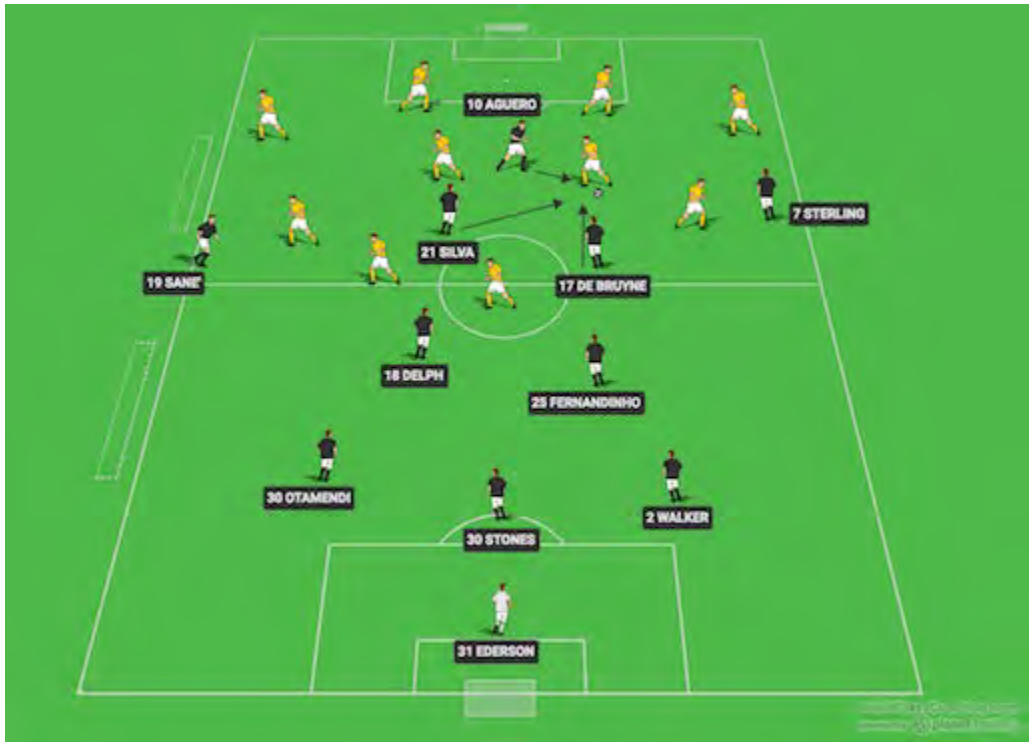 10 AGUERO
7 STERLING
21 SILVA
19 SANE'
17 DE BRUYNE
18 DELPH
25 FERNANDINHO
30 OTAMENDI
2 WALKER
30 STONES
31 EDERSON